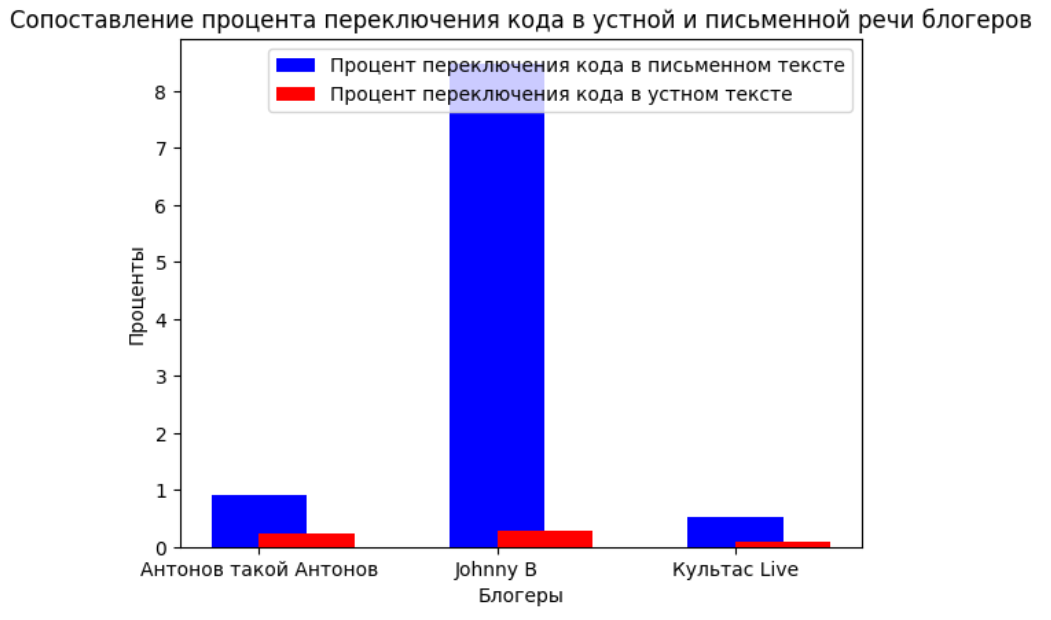 Сопоставление процента переключения кода в устной и письменной речи блогеров
Процент переключения кода в письменном тексте
Процент переключения кода в устном тексте
Проценты
8
7
6
5
4
3
2
1
0
Антонов такой Антонов
Johnny B
Культас Live
Блогеры